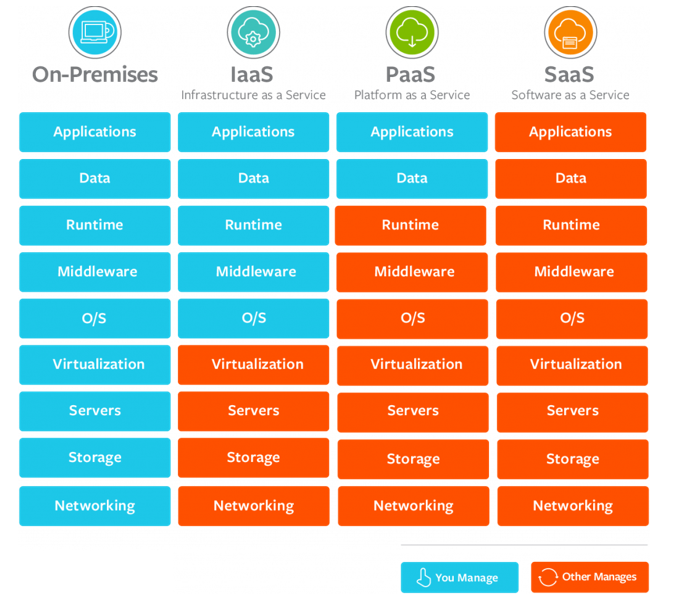 On-Premises IaaS PaaS SaaS
Infrastructure as a Service Platform as a Service Software as a Service
Applications Applications Applications Applications
Data Data Data Data
Runtime Runtime Runtime Runtime
Middleware Middleware Middleware Middleware
O/S O/S O/S O/S
Virtualization Virtualization Virtualization Virtualization
Servers Servers Servers Servers
Storage Storage Storage Storage
Networking Networking Networking Networking
You Manage Other Manages